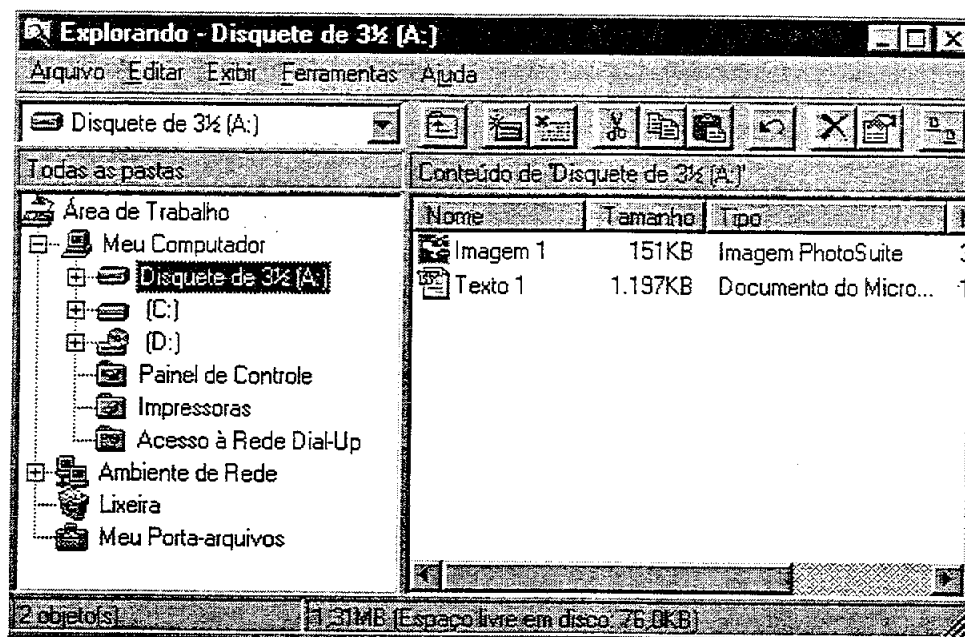 Explorando - Disquete de 3½ (A:)
Arquivo Editar Exibir Ferramentas Ajuda
Disquete de 3½ (A:)
Todas as pastas
Conteúdo de 'Disquete de 3½ (A:)'
Nome Tamanho Tipo
Imagem 1 151KB Imagem PhotoSuite
Texto 1 1.197KB Documento do Micro...
Área de Trabalho
Meu Computador
Disquete de 3½ (A:)
(C:)
(D:)
Painel de Controle
Impressoras
Acesso à Rede Dial-Up
Ambiente de Rede
Lixeira
Meu Porta-arquivos
2 objeto(s) 1,31MB (Espaço livre em disco: 76,0KB)